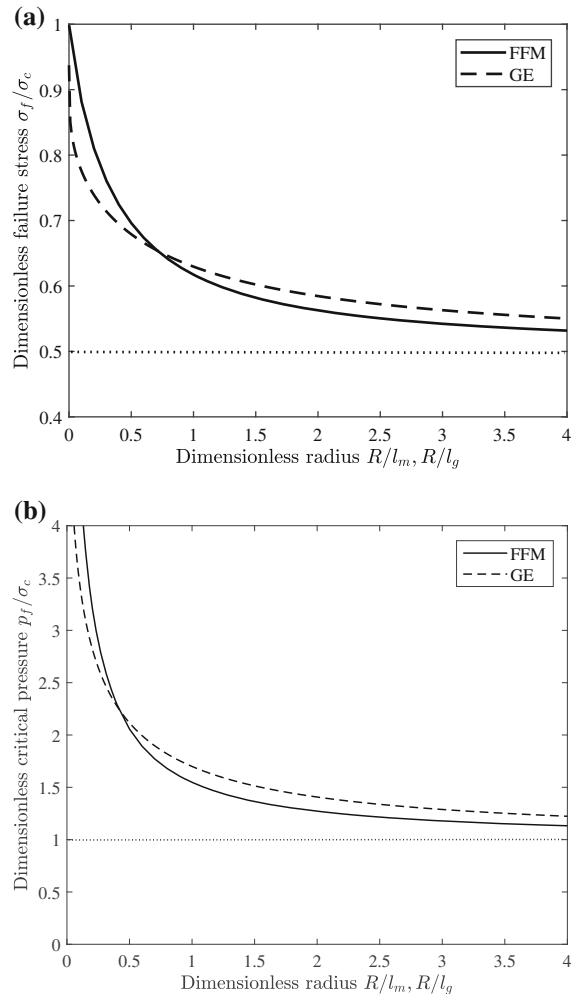 (a)
1
0.9
0.8
0.7
0.6
0.5
0.4
Dimensionless failure stress σ_f/σ_c
FFM
GE
0 0.5 1 1.5 2 2.5 3 3.5 4
Dimensionless radius R/l_m, R/l_g
(b)
4
3.5
3
2.5
2
1.5
1
0.5
0
Dimensionless critical pressure p_f/σ_c
FFM
GE
0 0.5 1 1.5 2 2.5 3 3.5 4
Dimensionless radius R/l_m, R/l_g